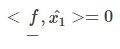 < f, x̂₁ >= 0